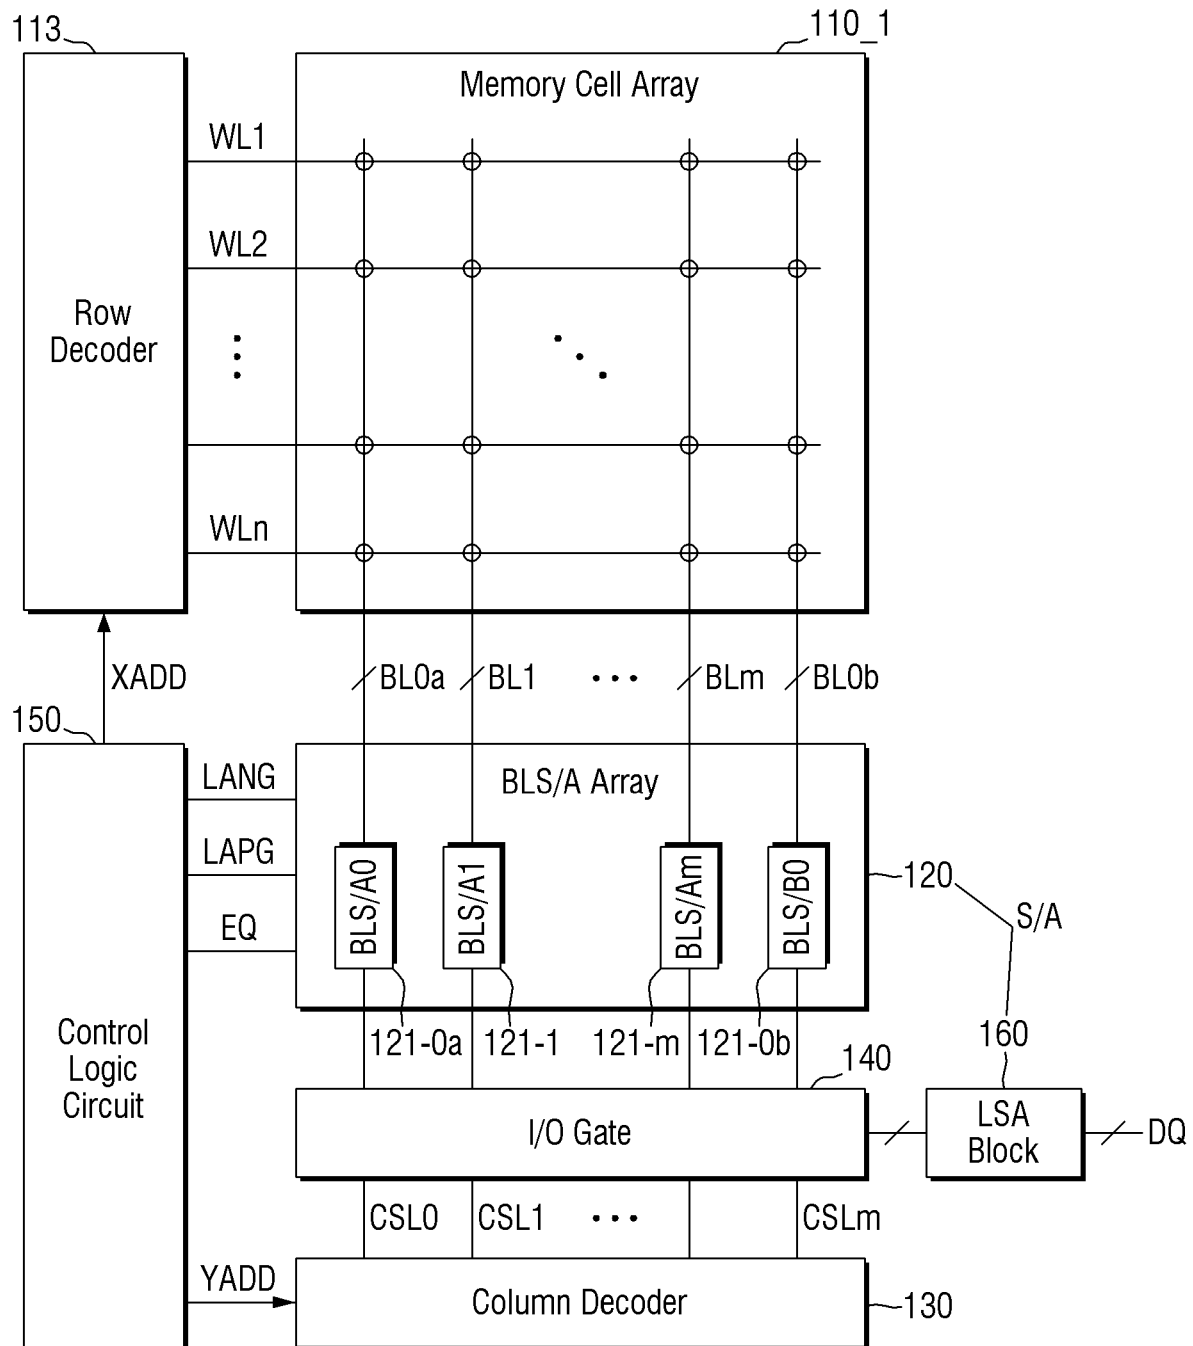 113
110_1
Memory Cell Array
WL1
WL2
Row
Decoder
WLn
XADD
BL0a
BL1
BLm
BL0b
150
LANG
BLS/A Array
LAPG
BLS/A0
BLS/A1
BLS/Am
BLS/B0
120
EQ
S/A
121-0a
121-1
121-m
121-0b
Control
Logic
Circuit
140
160
I/O Gate
LSA
Block
DQ
CSL0
CSL1
CSLm
YADD
Column Decoder
130